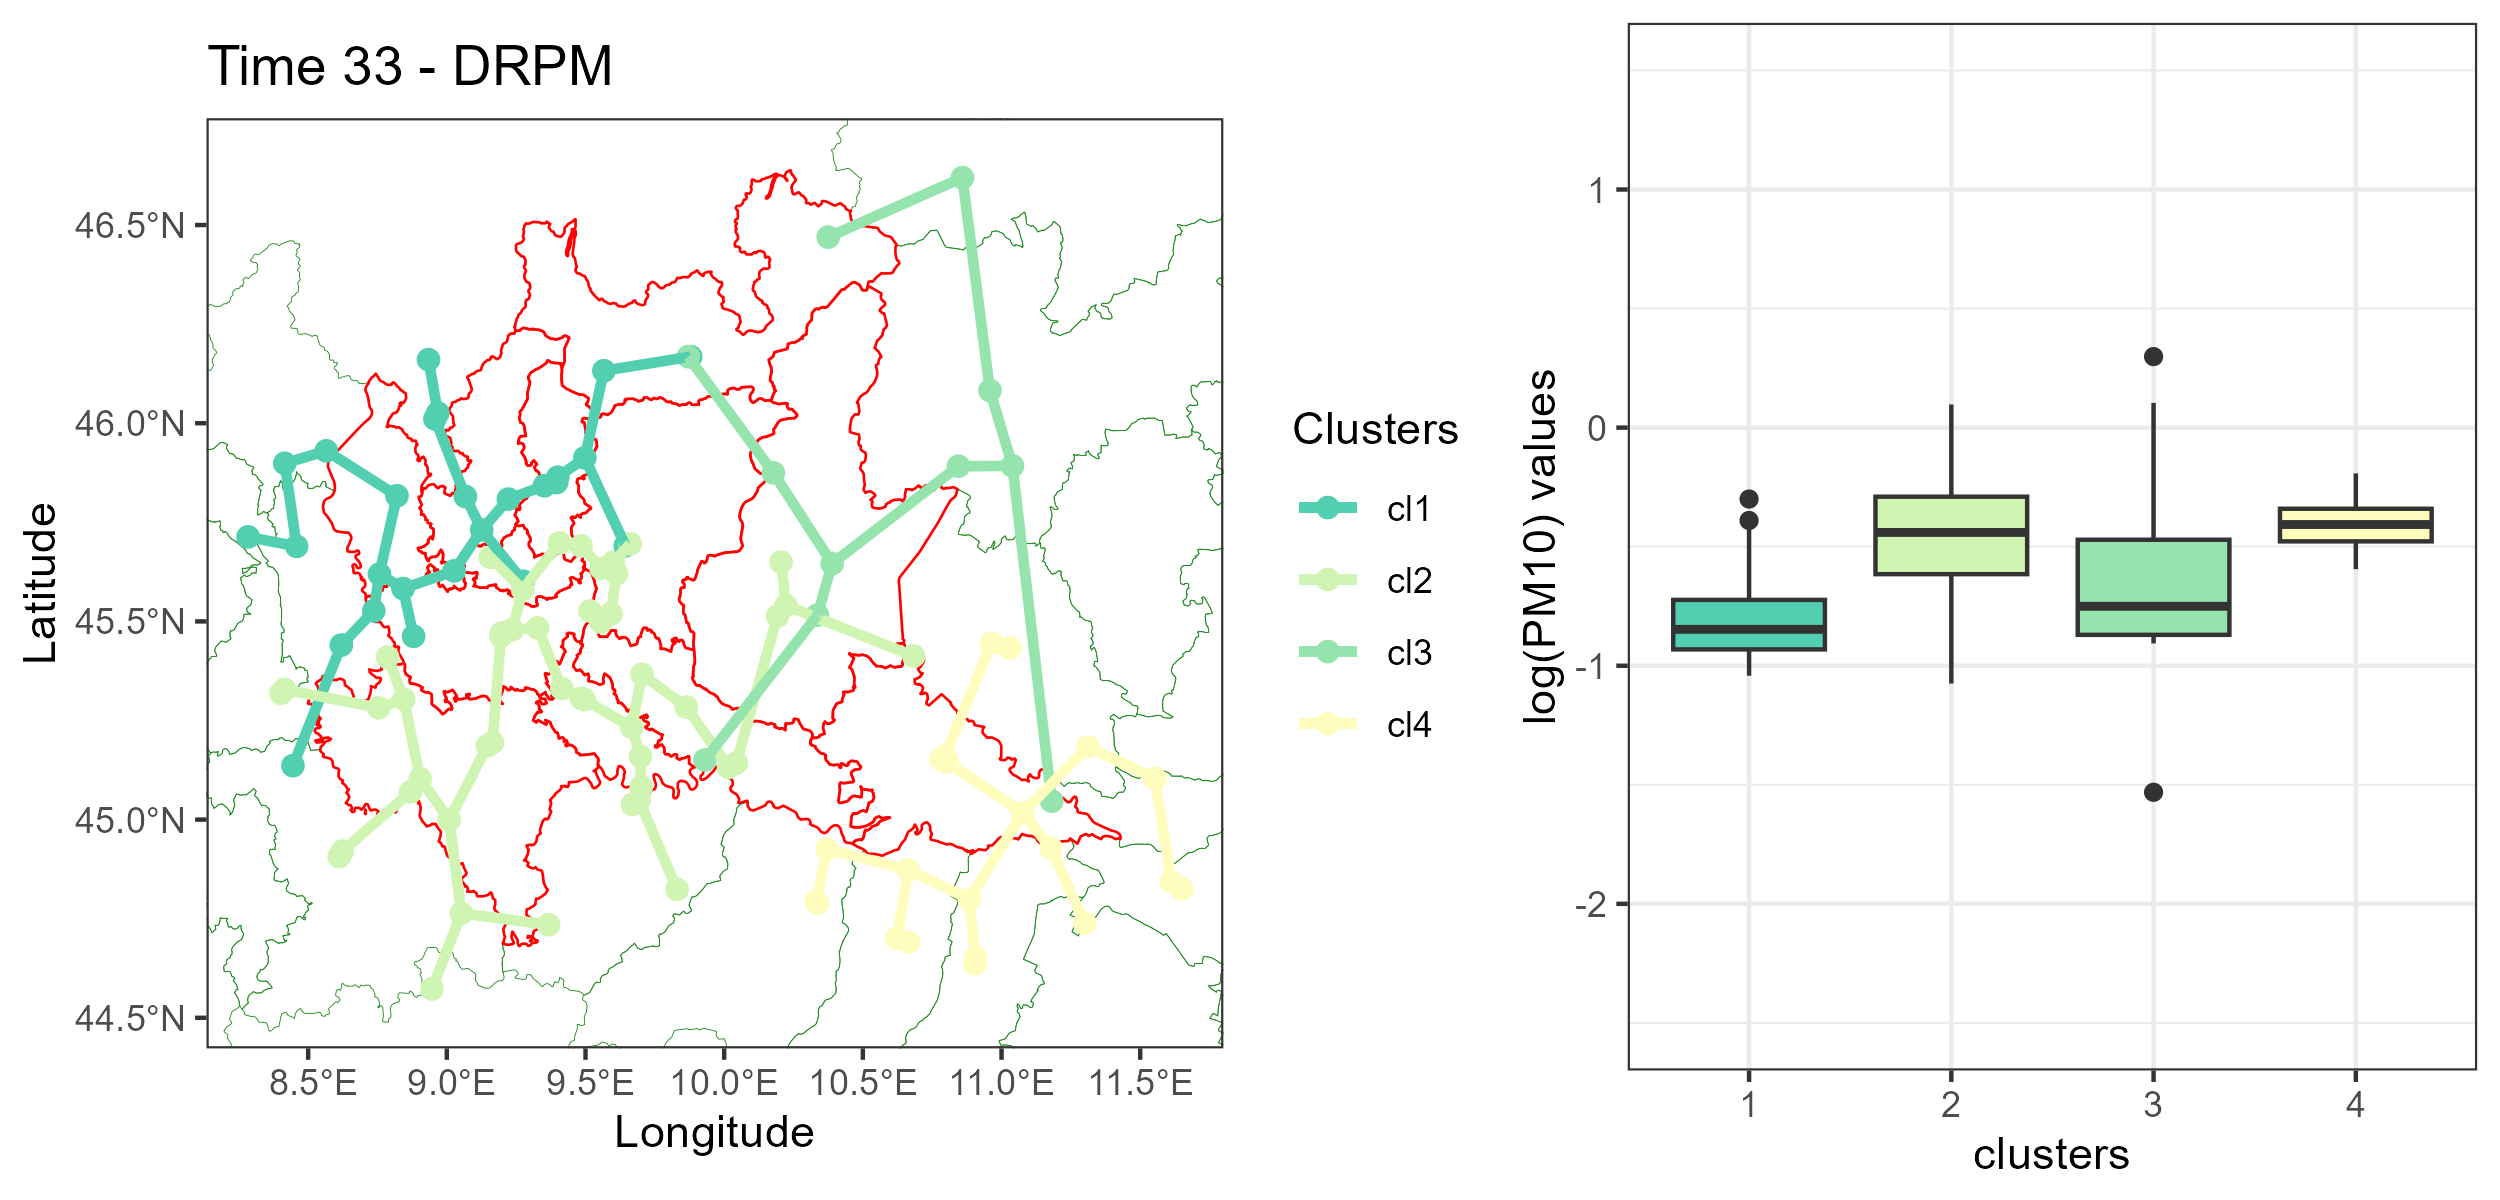 Time 33 - DRPM
Latitude
46.5°N
46.0°N
45.5°N
45.0°N
44.5°N
8.5°E 9.0°E 9.5°E 10.0°E 10.5°E 11.0°E 11.5°E
Longitude
Clusters
cl1
cl2
cl3
cl4
log(PM10) values
1
0
-1
-2
1 2 3 4
clusters